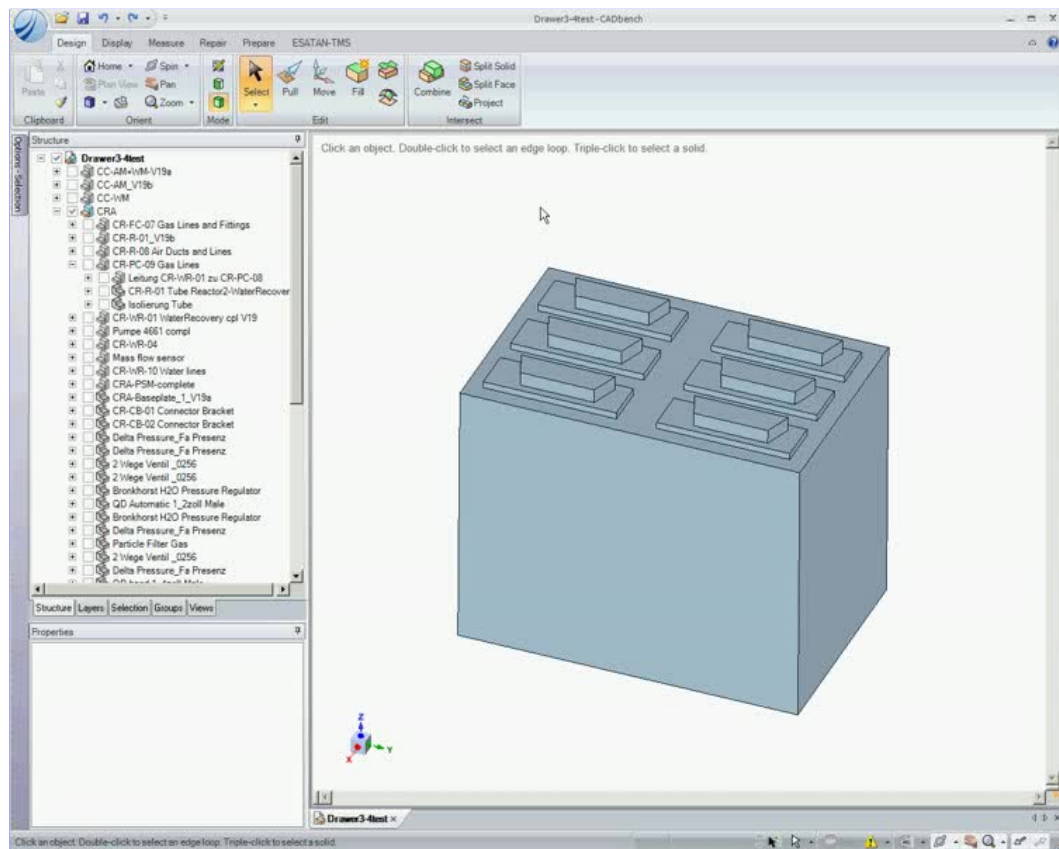 Drawer3-4test - CADbench
Design Display Measure Repair Prepare ESATAN-TMS
Paste
Home Spin
Plan View Pan
Zoom
Select Pull Move Fill
Combine
Split Solid
Split Face
Project
Clipboard Orient Mode Edit Intersect
Options - Selection
Structure
Click an object. Double-click to select an edge loop. Triple-click to select a solid.
Drawer3-4test
CC-AM+WM-V19a
CC-AM_V19b
CC-WM
CRA
CR-FC-07 Gas Lines and Fittings
CR-R-01_V19b
CR-R-08 Air Ducts and Lines
CR-PC-09 Gas Lines
Leitung CR-WR-01 zu CR-PC-08
CR-R-01 Tube Reactor2-WaterRecover
Isolierung Tube
CR-WR-01 WaterRecovery cpl V19
Pumpe 4661 compl
CR-WR-04
Mass flow sensor
CR-WR-10 Water lines
CRA-PSM-complete
CRA-Baseplate_1_V19a
CR-CB-01 Connector Bracket
CR-CB-02 Connector Bracket
Delta Pressure_Fa Presenz
Delta Pressure_Fa Presenz
2 Wege Ventil _0256
2 Wege Ventil _0256
Bronkhorst H2O Pressure Regulator
QD Automatic 1_2zoll Male
Bronkhorst H2O Pressure Regulator
Delta Pressure_Fa Presenz
Particle Filter Gas
2 Wege Ventil _0256
Delta Pressure_Fa Presenz
Structure Layers Selection Groups Views
Properties
Z
X
Y
Drawer3-4test
Click an object. Double-click to select an edge loop. Triple-click to select a solid.